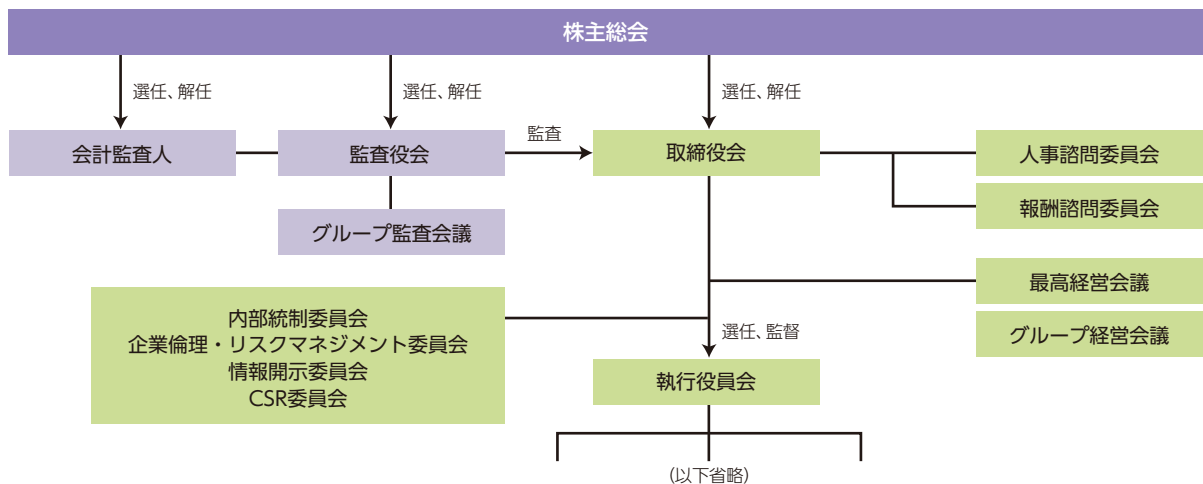 株主総会
選任、解任
選任、解任
選任、解任
会計監査人
監査役会
監査
取締役会
人事諮問委員会
報酬諮問委員会
グループ監査会議
最高経営会議
内部統制委員会
企業倫理・リスクマネジメント委員会
情報開示委員会
CSR委員会
グループ経営会議
選任、監督
執行役員会
(以下省略)